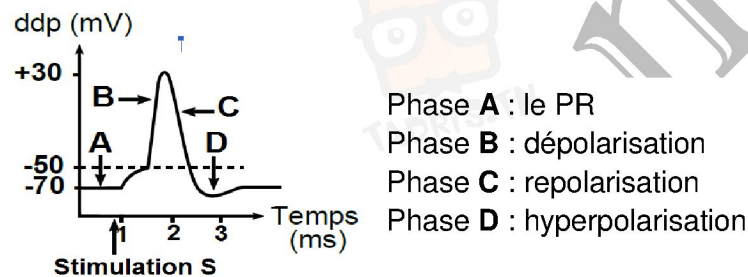 ddp (mV)
+30
B
C
A
D
-50
-70
1
2
3
Temps
(ms)
Stimulation S
Phase A : le PR
Phase B : dépolarisation
Phase C : repolarisation
Phase D : hyperpolarisation